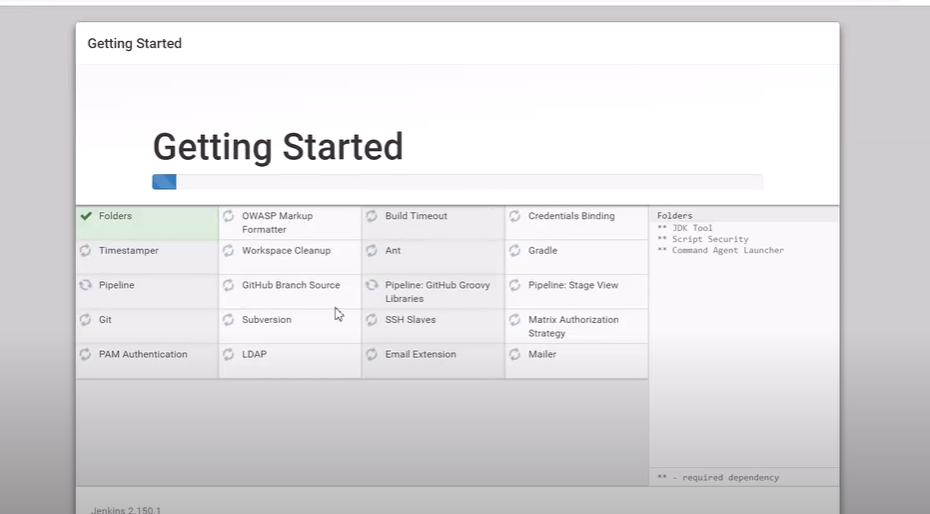 Getting Started
Getting Started
Folders
OWASP Markup
Formatter
Build Timeout
Credentials Binding
Timestamper
Workspace Cleanup
Ant
Gradle
Pipeline
GitHub Branch Source
Pipeline: GitHub Groovy
Libraries
Pipeline: Stage View
Git
Subversion
SSH Slaves
Matrix Authorization
Strategy
PAM Authentication
LDAP
Email Extension
Mailer
Folders
** JDK Tool
** Script Security
** Command Agent Launcher
** - required dependency
Jenkins 2.150.1